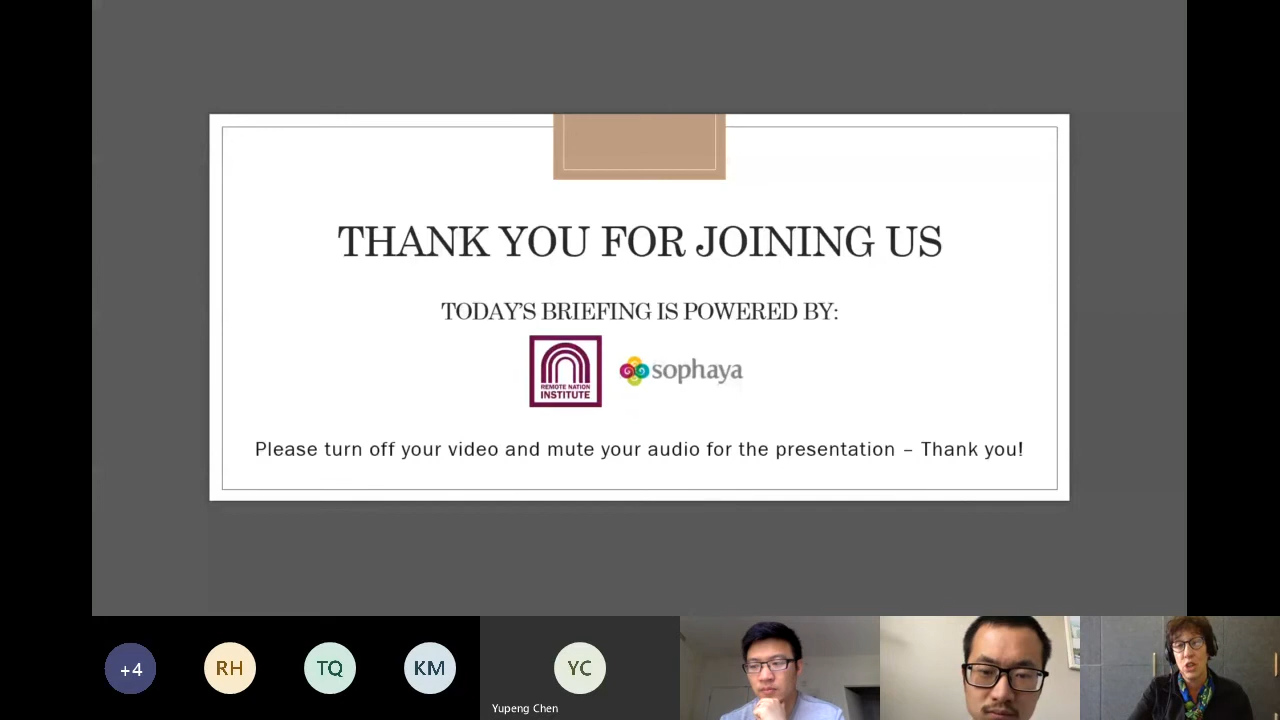 THANK YOU FOR JOINING US
TODAY'S BRIEFING IS POWERED BY:
REMOTE NATION
INSTITUTE
sophaya
Please turn off your video and mute your audio for the presentation – Thank you!
+4
RH
TQ
KM
YC
Yupeng Chen